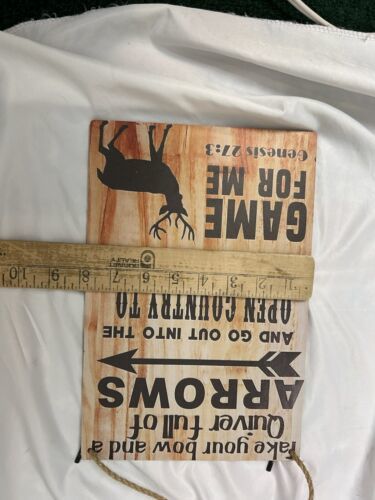 Take your bow and a
Quiver full of
ARROWS
AND GO OUT INTO THE
OPEN COUNTRY TO
GAME
FOR ME
Genesis 27:3
1 2 3 4 5 6 7 8 9 10